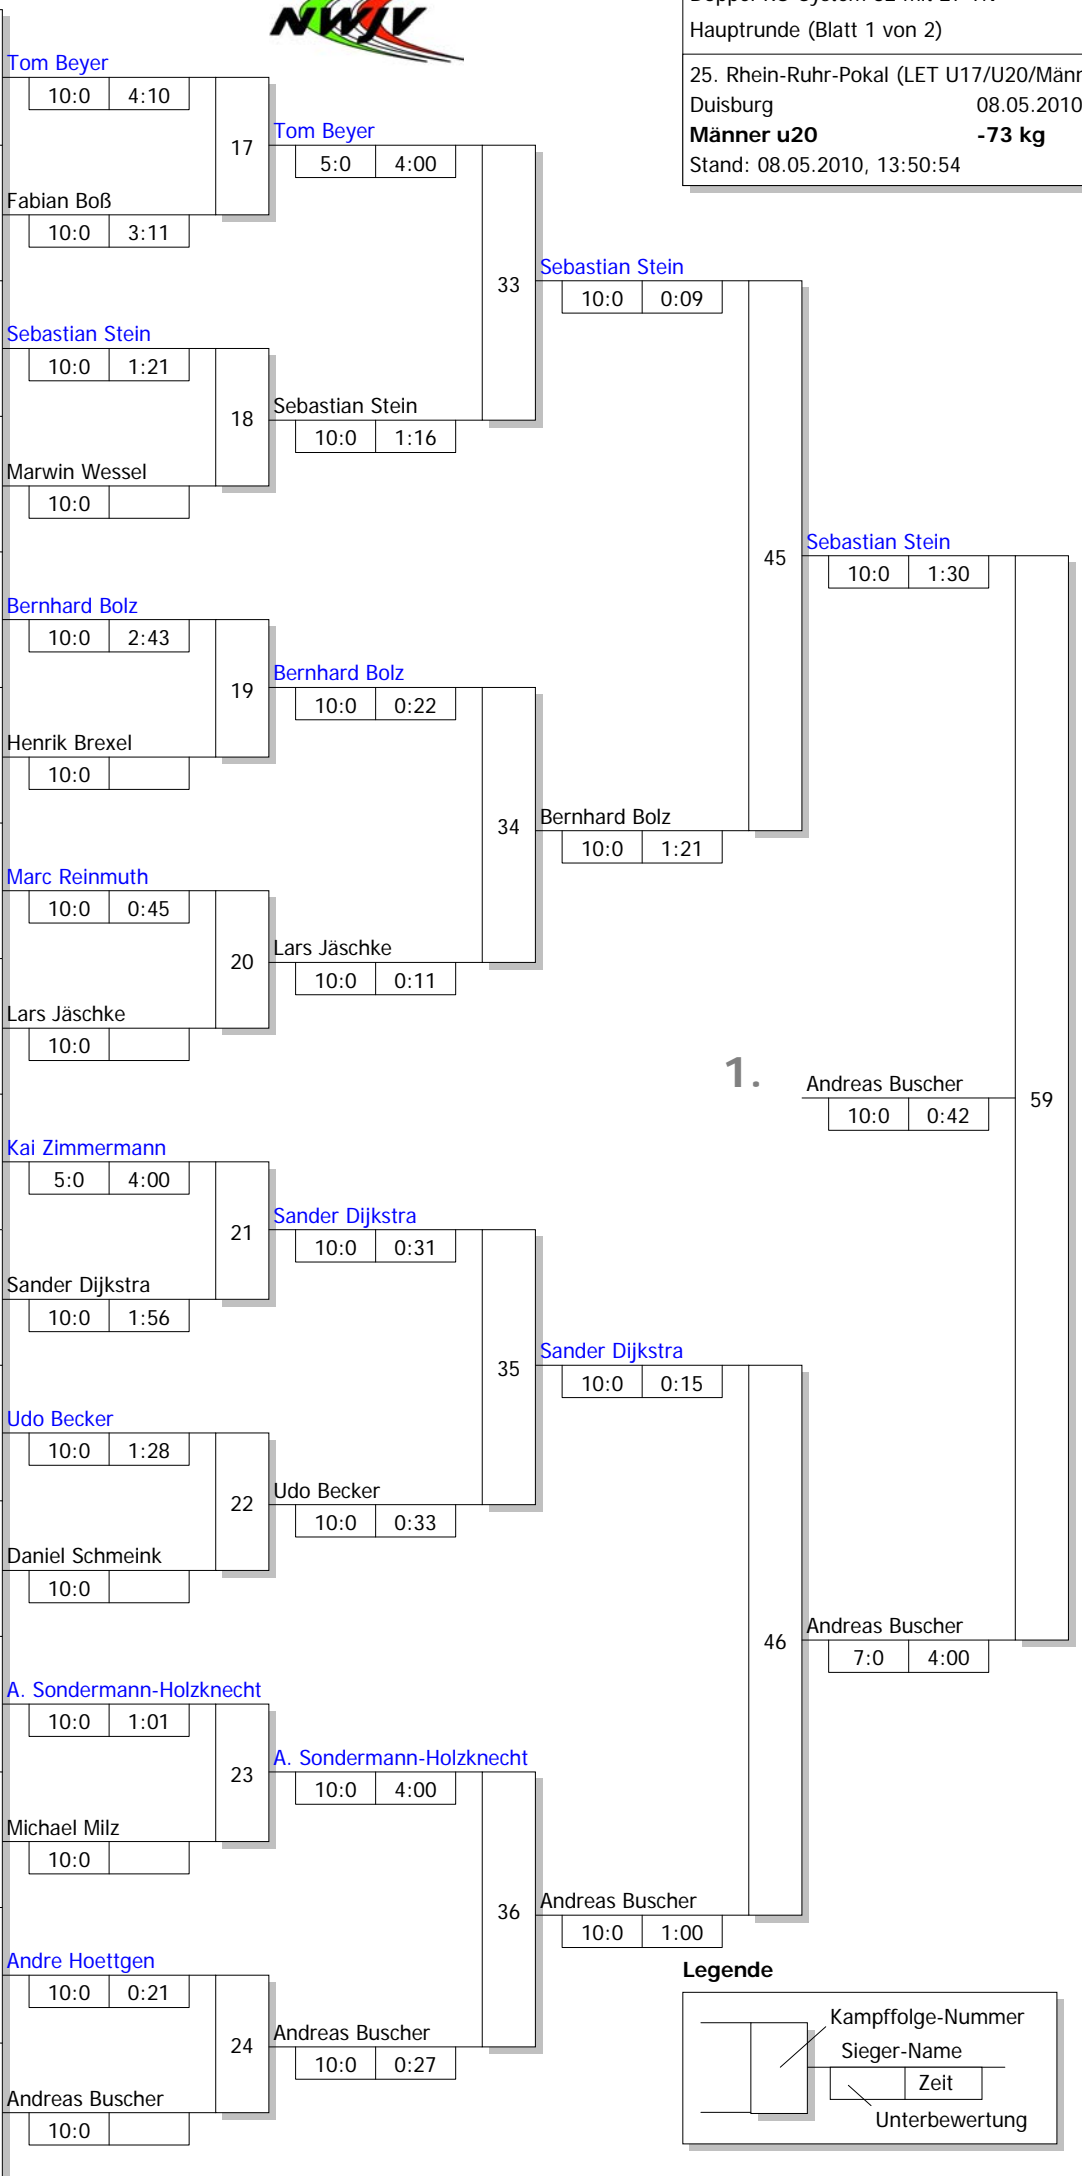 NWJV
Hauptrunde (Blatt 1 von 2)
25. Rhein-Ruhr-Pokal (LET U17/U20/Männ
Duisburg 08.05.2010
Männer u20 -73 kg
Stand: 08.05.2010, 13:50:54
Tom Beyer
10:0 4:10
17
Fabian Boß
10:0 3:11
Tom Beyer
5:0 4:00
33
Sebastian Stein
10:0 1:21
18
Marwin Wessel
10:0
Sebastian Stein
10:0 1:16
Sebastian Stein
10:0 0:09
45
Bernhard Bolz
10:0 2:43
19
Henrik Brexel
10:0
Bernhard Bolz
10:0 0:22
34
Marc Reinmuth
10:0 0:45
20
Lars Jäschke
10:0
Lars Jäschke
10:0 0:11
Bernhard Bolz
10:0 1:21
Sebastian Stein
10:0 1:30
1.
Andreas Buscher
10:0 0:42
59
Kai Zimmermann
5:0 4:00
21
Sander Dijkstra
10:0 1:56
Sander Dijkstra
10:0 0:31
35
Udo Becker
10:0 1:28
22
Daniel Schmeink
10:0
Udo Becker
10:0 0:33
Sander Dijkstra
10:0 0:15
46
Andreas Buscher
7:0 4:00
A. Sondermann-Holzknecht
10:0 1:01
23
Michael Milz
10:0
A. Sondermann-Holzknecht
10:0 4:00
36
Andre Hoettgen
10:0 0:21
24
Andreas Buscher
10:0
Andreas Buscher
10:0 0:27
Andreas Buscher
10:0 1:00
Legende
Kampffolge-Nummer
Sieger-Name
Zeit
Unterbewertung